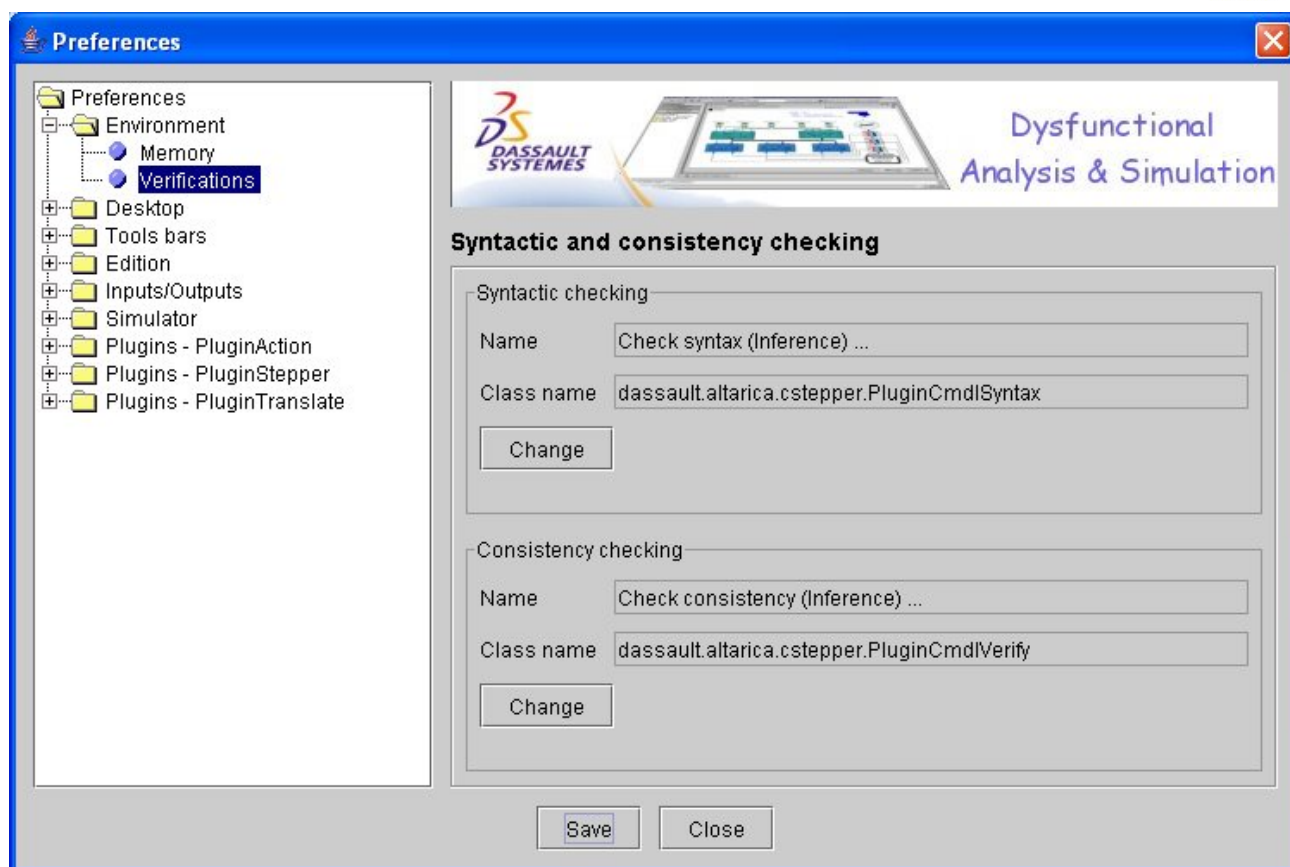 Preferences
Preferences
Environment
Memory
Verifications
Desktop
Tools bars
Edition
Inputs/Outputs
Simulator
Plugins - PluginAction
Plugins - PluginStepper
Plugins - PluginTranslate
DASSAULT
SYSTEMES
Dysfunctional
Analysis & Simulation
Syntactic and consistency checking
Syntactic checking
Name Check syntax (Inference) ...
Class name dassault.altarica.cstepper.PluginCmdlSyntax
Change
Consistency checking
Name Check consistency (Inference) ...
Class name dassault.altarica.cstepper.PluginCmdlVerify
Change
Save Close